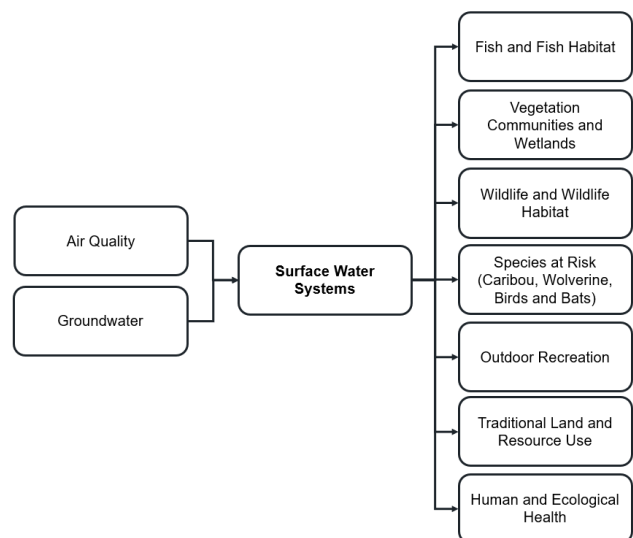 Air Quality
Groundwater
Surface Water
Systems
Fish and Fish Habitat
Vegetation
Communities and
Wetlands
Wildlife and Wildlife
Habitat
Species at Risk
(Caribou, Wolverine,
Birds and Bats)
Outdoor Recreation
Traditional Land and
Resource Use
Human and Ecological
Health